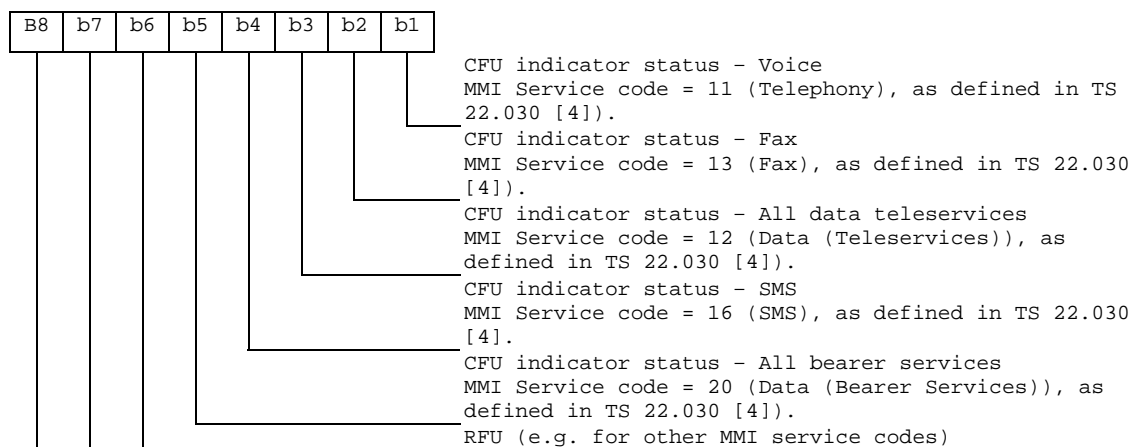 B8 b7 b6 b5 b4 b3 b2 b1
CFU indicator status – Voice
MMI Service code = 11 (Telephony), as defined in TS
22.030 [4]).
CFU indicator status – Fax
MMI Service code = 13 (Fax), as defined in TS 22.030
[4]).
CFU indicator status – All data teleservices
MMI Service code = 12 (Data (Teleservices)), as
defined in TS 22.030 [4]).
CFU indicator status – SMS
MMI Service code = 16 (SMS), as defined in TS 22.030
[4].
CFU indicator status – All bearer services
MMI Service code = 20 (Data (Bearer Services)), as
defined in TS 22.030 [4]).
RFU (e.g. for other MMI service codes)